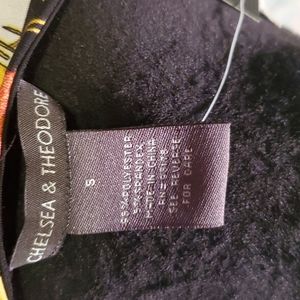 CHELSEA & THEODORE
S
95% POLYESTER
5% SPANDEX
MADE IN CHINA
SEE REVERSE
FOR CARE